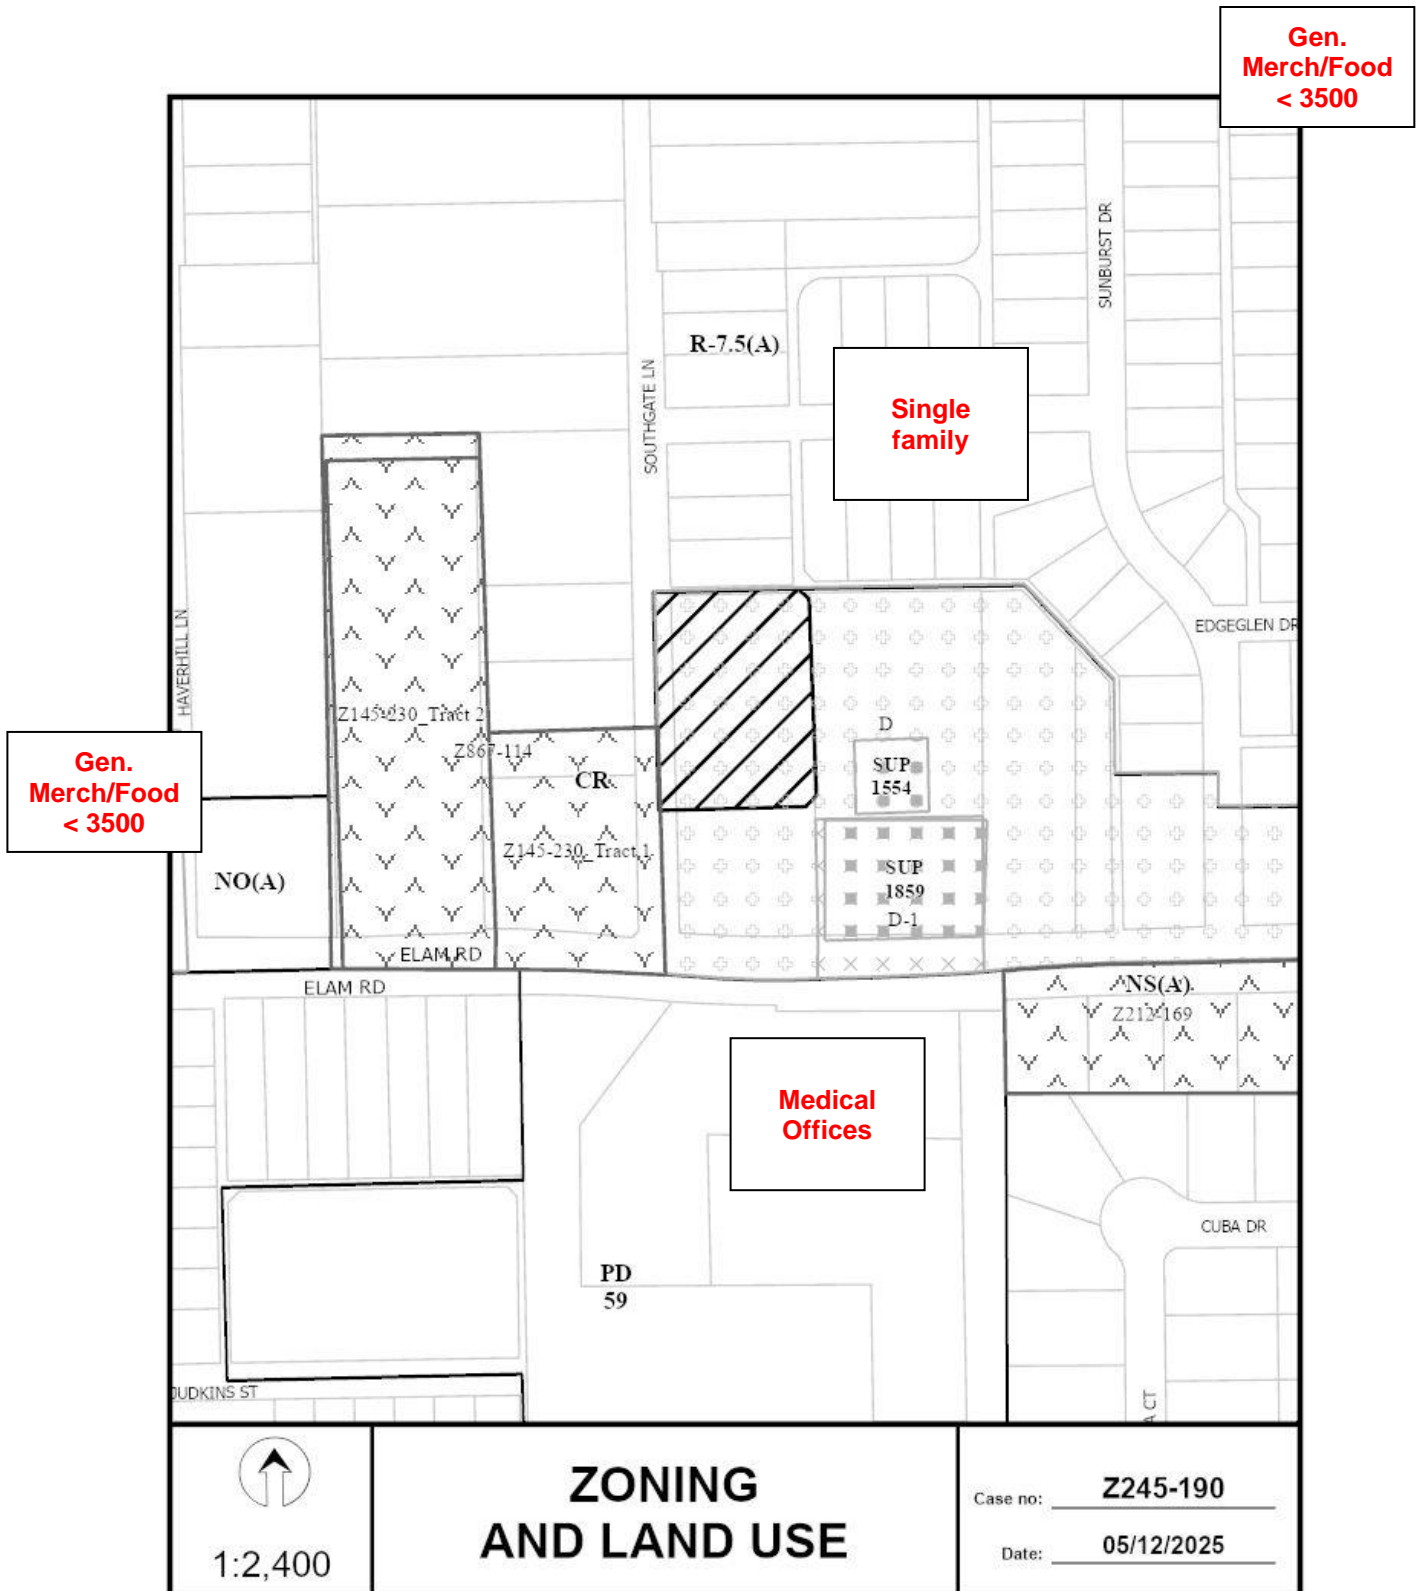 Gen.
Merch/Food
< 3500
SUNBURST DR
R-7.5(A)
SOUTHGATE LN
Single
family
HAVERHILL LN
EDGEGLEN DR
Z145-230_Tract 2
D
Z867-114
SUP
1554
CR
Gen.
Merch/Food
< 3500
Z145-230_Tract 1
SUP
1859
NO(A)
D-1
ELAM RD
ELAM RD
NS(A)
Z212-169
Medical
Offices
CUBA DR
PD
59
JUDKINS ST
A CT
1:2,400
ZONING
AND LAND USE
Case no: Z245-190
Date: 05/12/2025